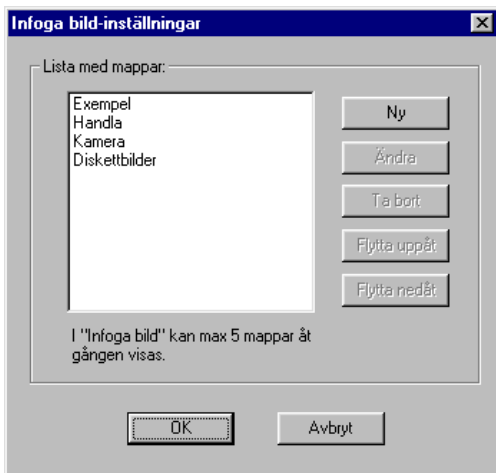 Infoga bild-inställningar
Lista med mappar:
Exempel
Handla
Kamera
Diskettbilder
Ny
Ändra
Ta bort
Flytta uppåt
Flytta nedåt
I "Infoga bild" kan max 5 mappar åt
gången visas.
OK
Avbryt